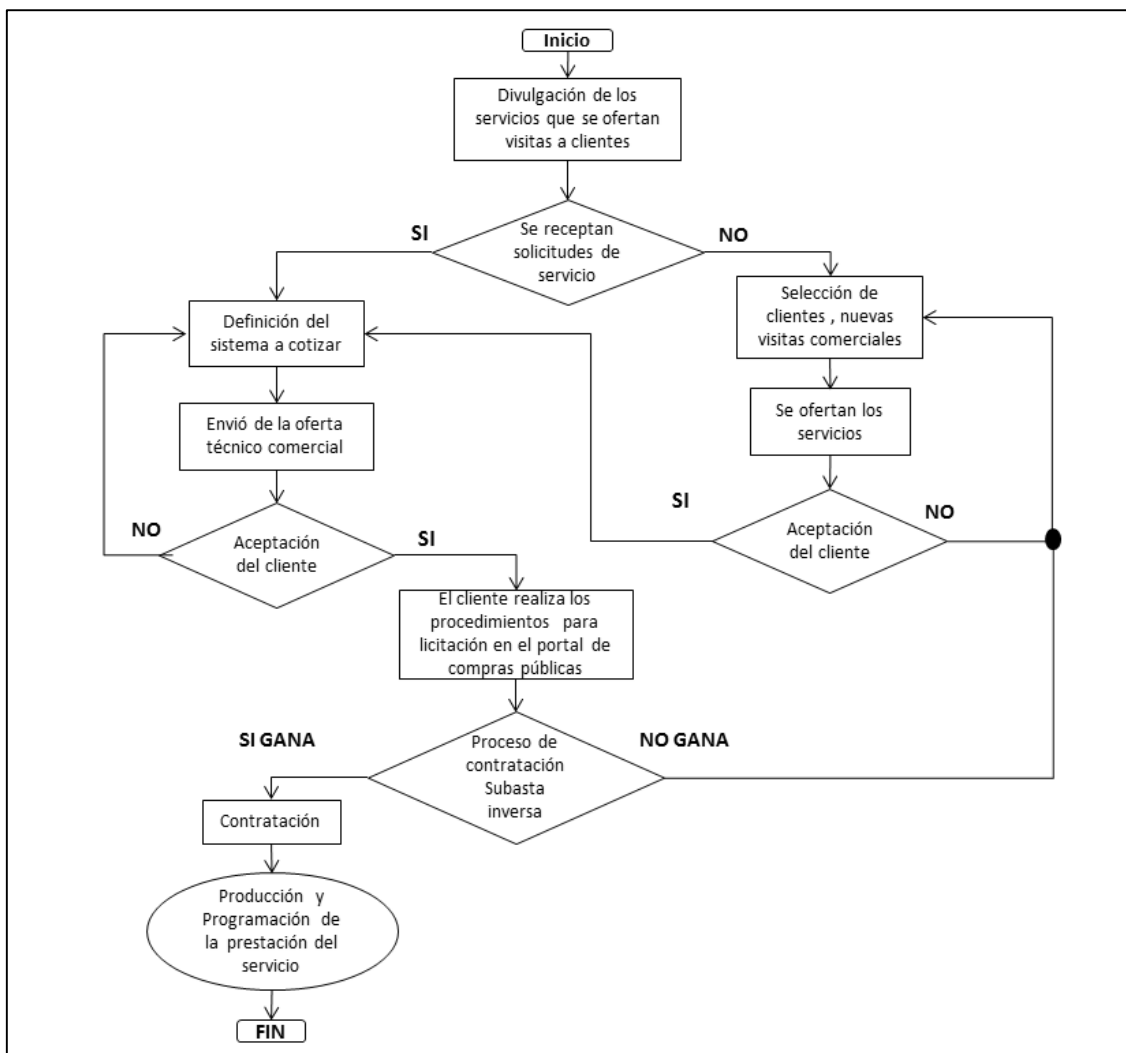 Inicio
Divulgación de los
servicios que se ofertan
visitas a clientes
SI
Se receptan
solicitudes de
servicio
NO
Definición del
sistema a cotizar
Selección de
clientes , nuevas
visitas comerciales
Envió de la oferta
técnico comercial
Se ofertan los
servicios
NO
Aceptación
del cliente
SI
SI
Aceptación
del cliente
NO
El cliente realiza los
procedimientos para
licitación en el portal de
compras públicas
SI GANA
Proceso de
contratación
Subasta
inversa
NO GANA
Contratación
Producción y
Programación de
la prestación del
servicio
FIN